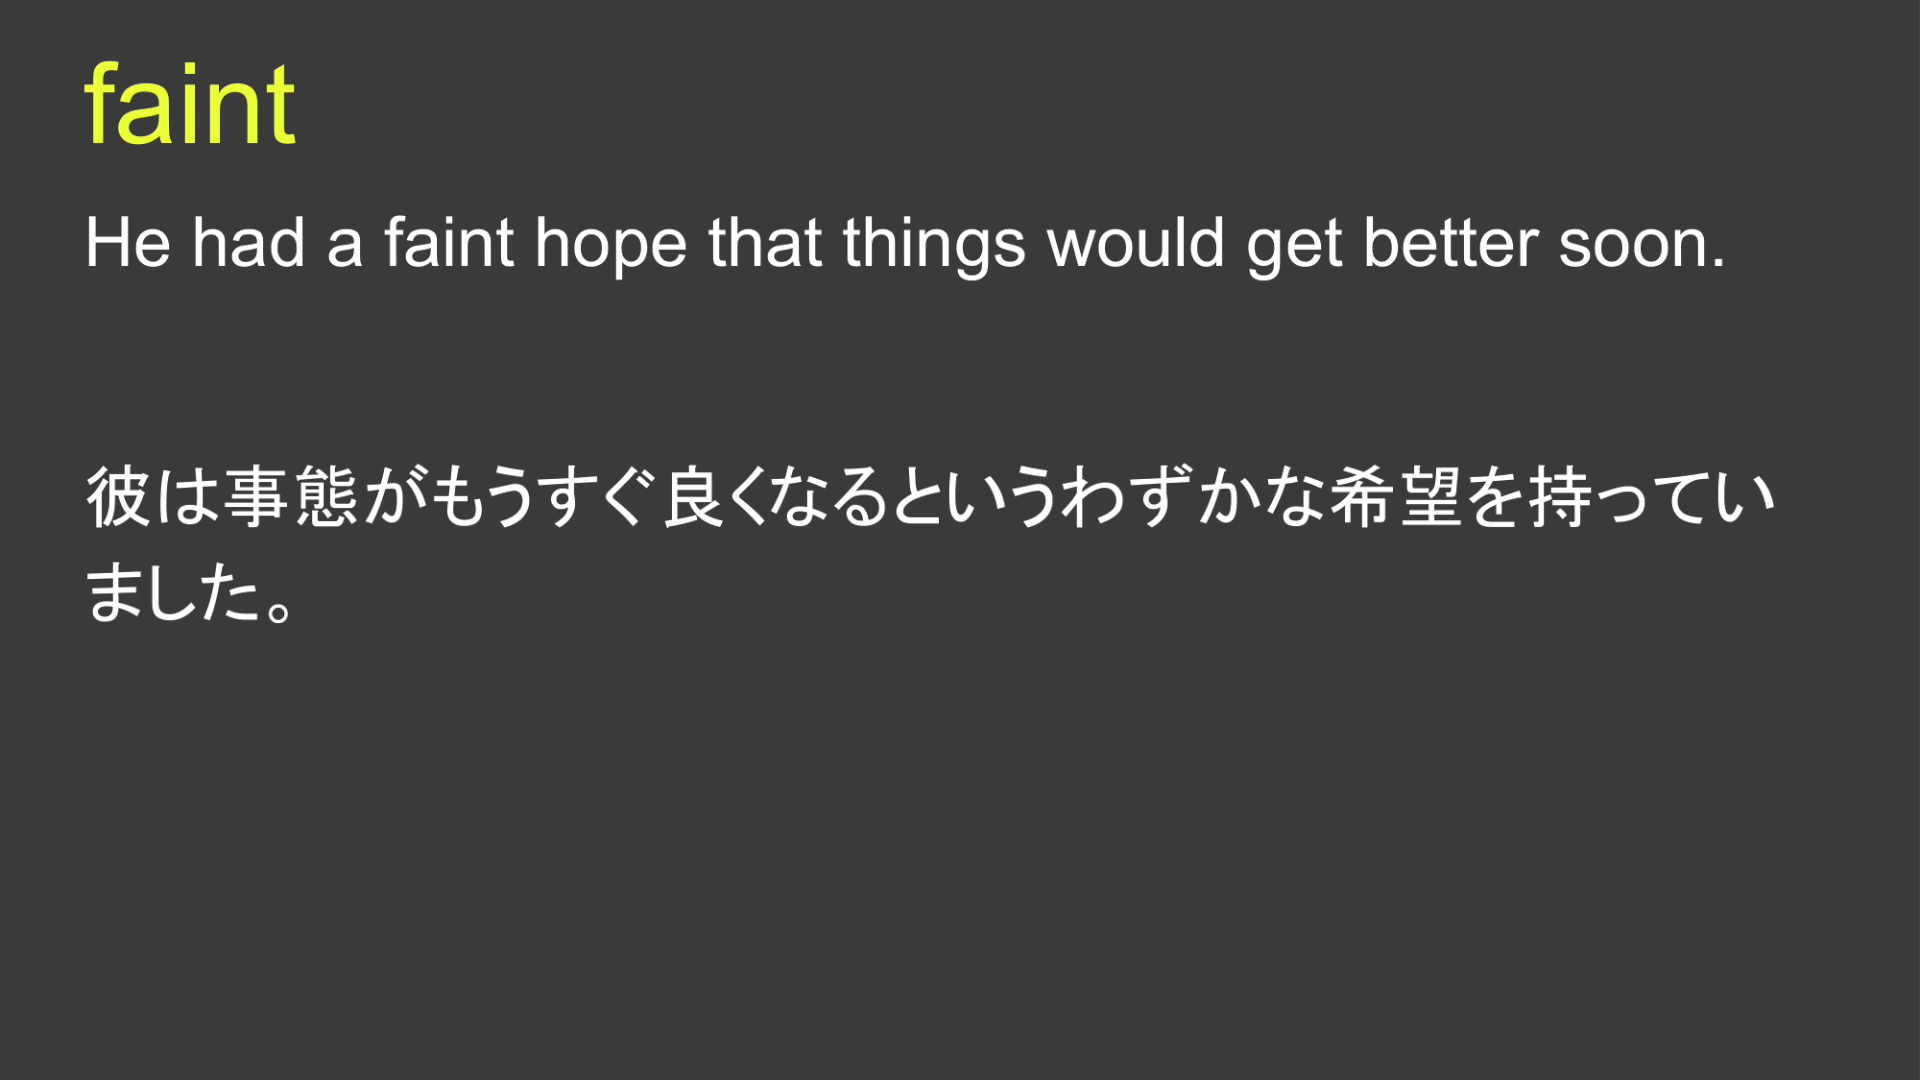 faint
He had a faint hope that things would get better soon.
彼は事態がもうすぐ良くなるというわずかな希望を持ってい
ました。